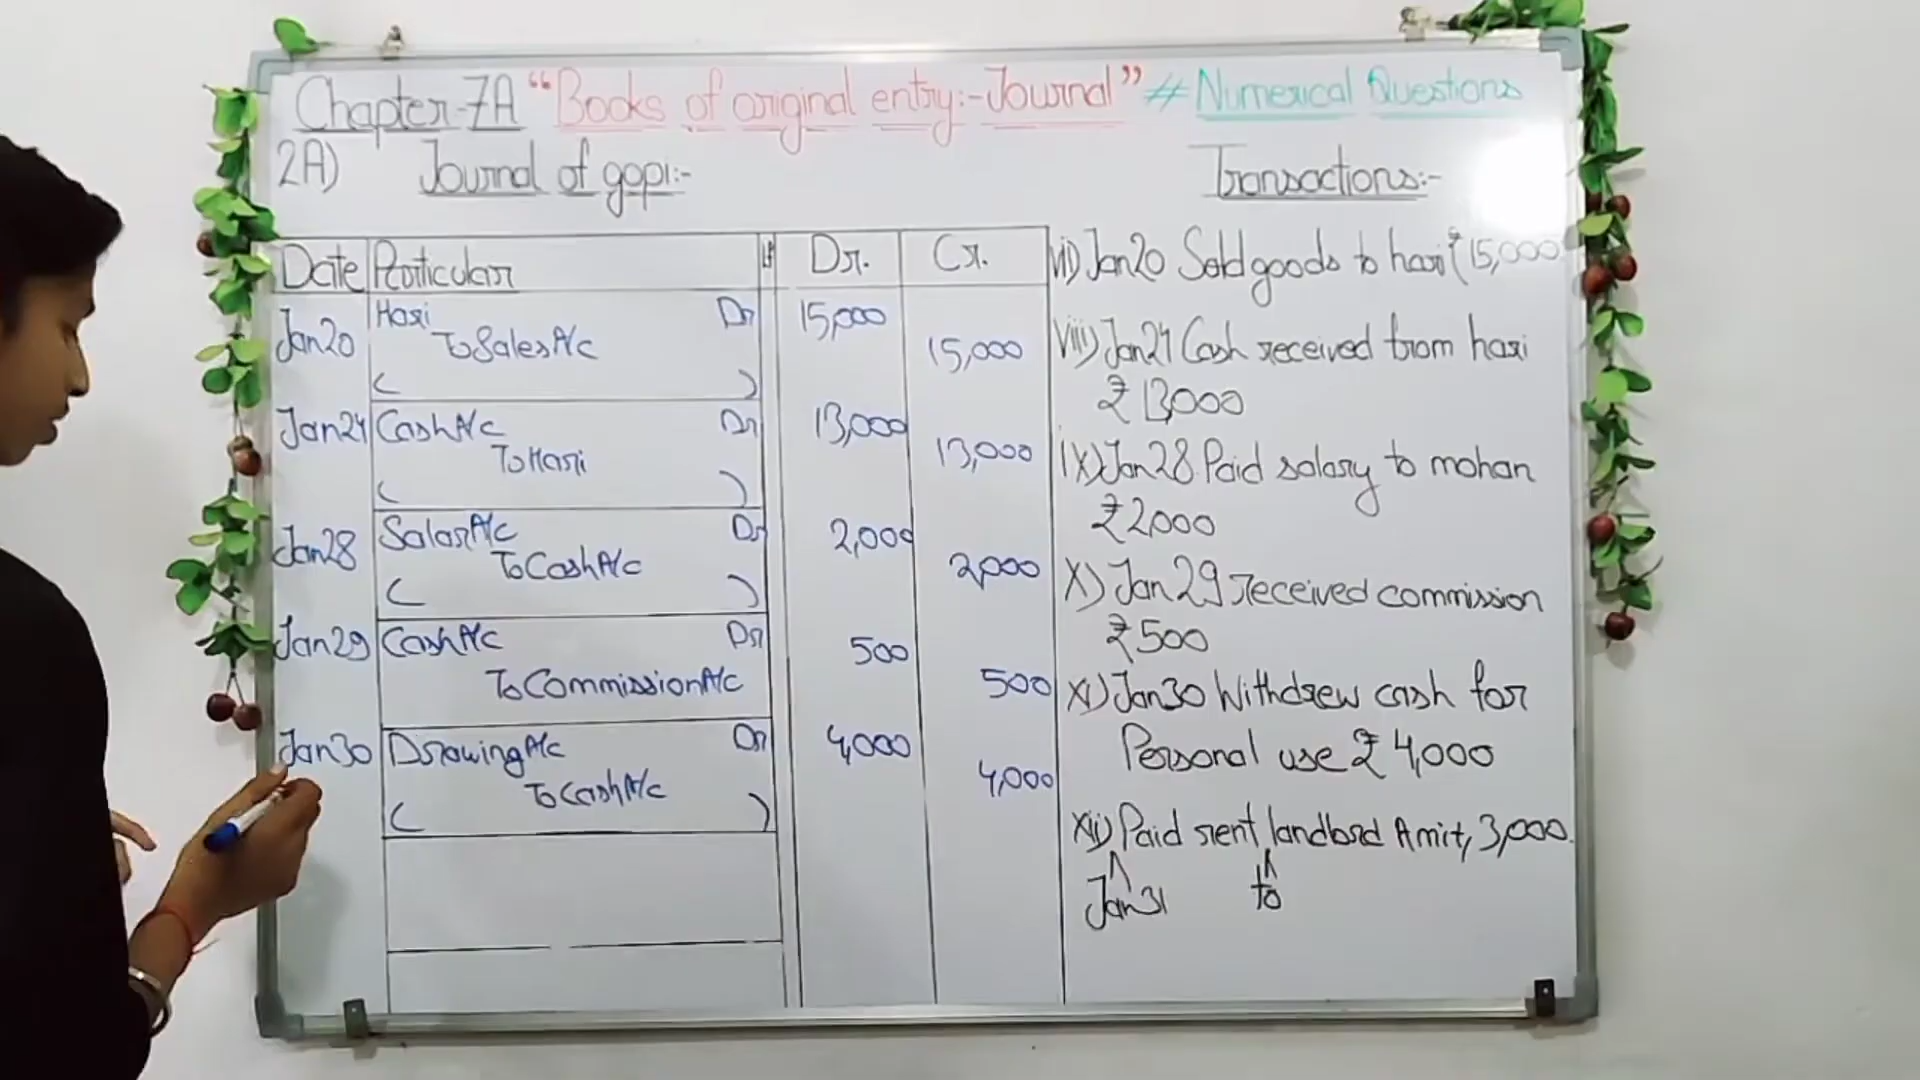 Chapter-7A "Books of original entry:-Journal" # Numerical Questions
2A) Journal of gopi:-
Transactions:-
Date Particular Dr. Cr.
Jan20 Hari Dr 15,000
To Sales A/c 15,000
( )
Jan24 Cash A/c Dr 13,000
To Hari 13,000
( )
Jan28 Salar A/c Dr 2,000
To Cash A/c 2,000
( )
Jan29 Cash A/c Dr 500
To Commission A/c 500
Jan30 Drawing A/c Dr 4,000
To Cash A/c 4,000
( )
vii) Jan20 Sold goods to hari ₹15,000
viii) Jan24 Cash received from hari
₹13,000
ix) Jan28 Paid salary to mohan
₹2,000
x) Jan29 received commission
₹500
xi) Jan30 Withdrew cash for
Personal use ₹4,000
xii) Paid rent landlord Amit, 3,000.
Jan31 to